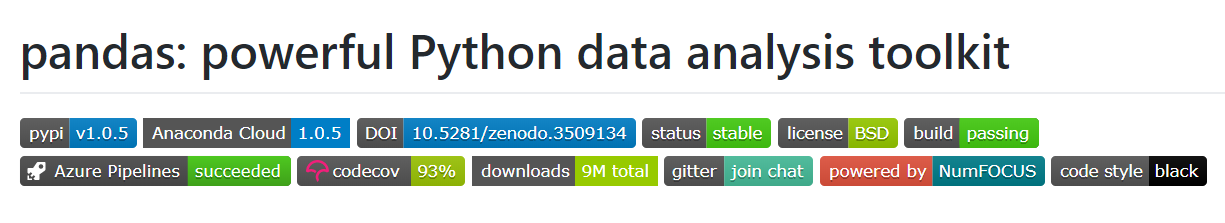 pandas: powerful Python data analysis toolkit
pypi v1.0.5 Anaconda Cloud 1.0.5 DOI 10.5281/zenodo.3509134 status stable license BSD build passing
Azure Pipelines succeeded codecov 93% downloads 9M total gitter join chat powered by NumFOCUS code style black